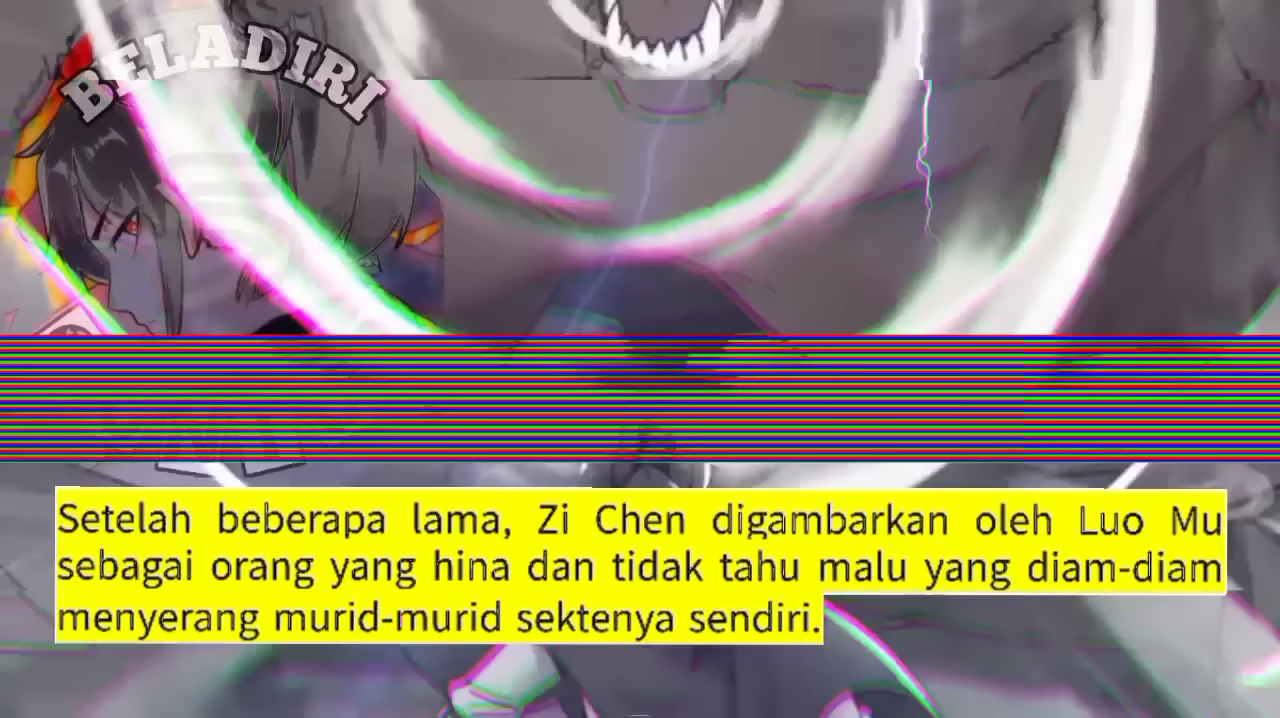 BELADIRI
Setelah beberapa lama, Zi Chen digambarkan oleh Luo Mu
sebagai orang yang hina dan tidak tahu malu yang diam-diam
menyerang murid-murid sektenya sendiri.